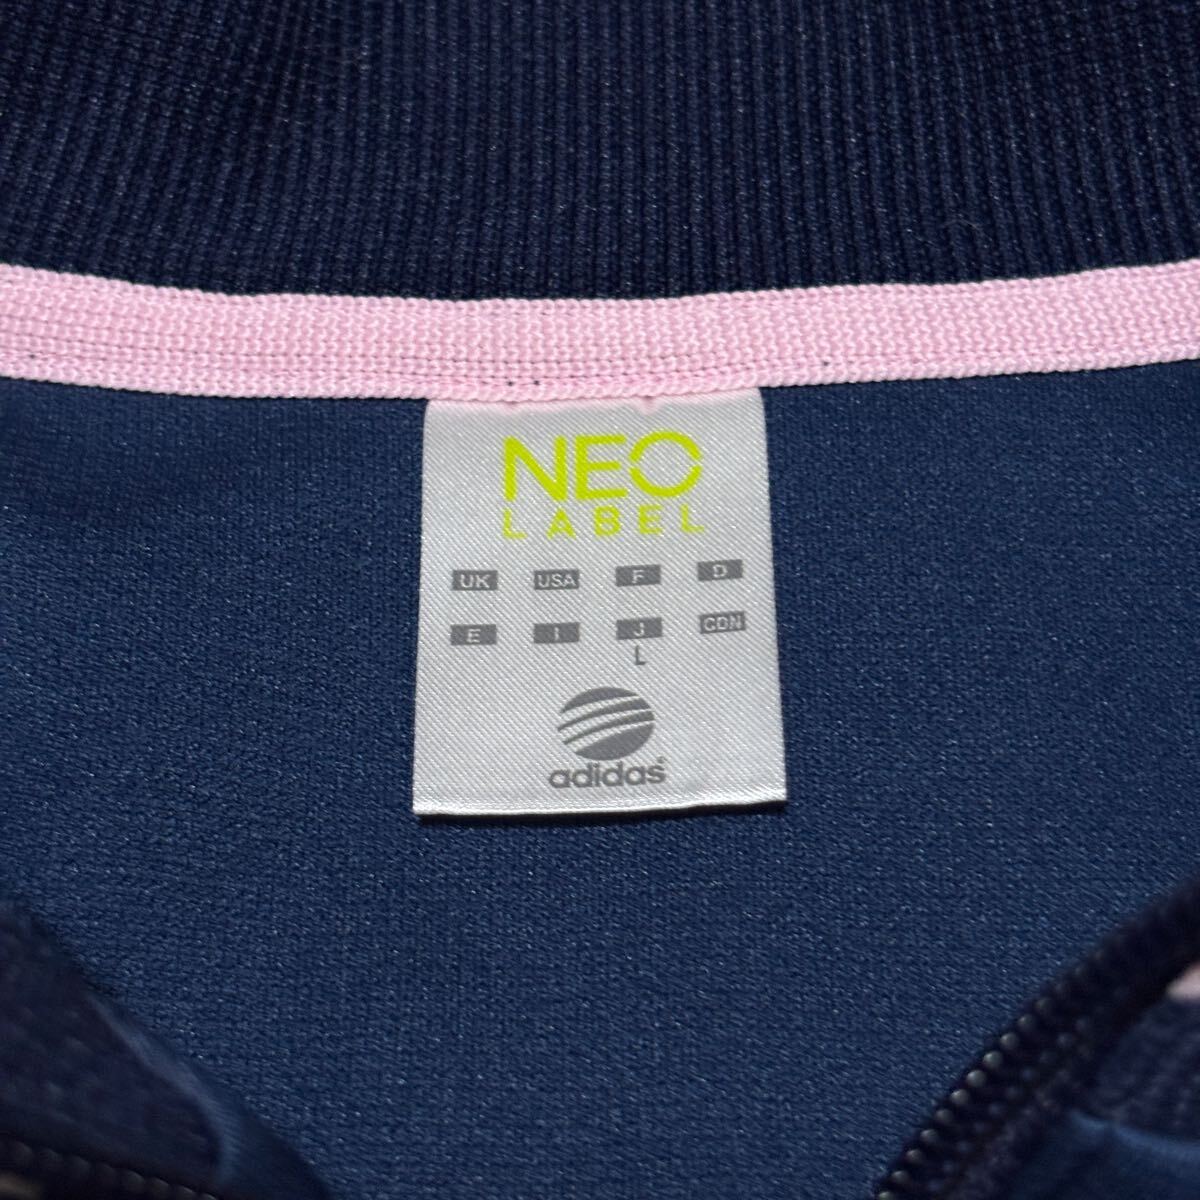 NEO
LABEL
UK USA F D
E I J CDN
L
adidas